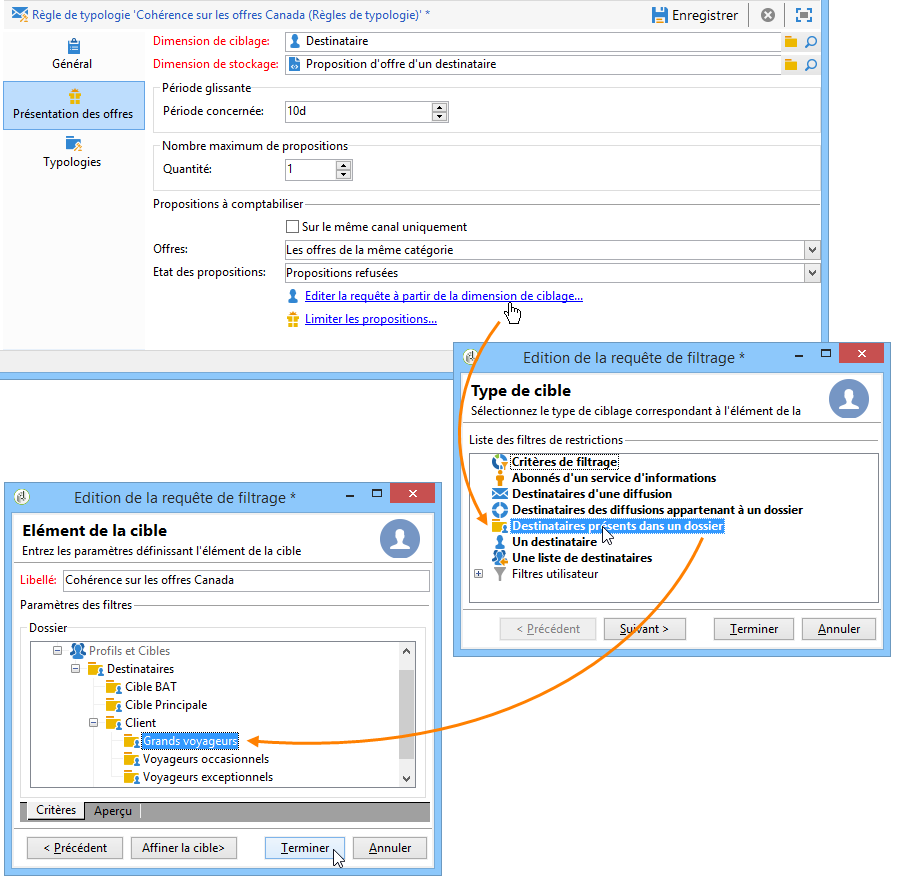 Règle de typologie 'Cohérence sur les offres Canada (Règles de typologie)' *
Enregistrer
Général
Présentation des offres
Typologies
Dimension de ciblage: Destinataire
Dimension de stockage: Proposition d'offre d'un destinataire
Période glissante
Période concernée: 10d
Nombre maximum de propositions
Quantité: 1
Propositions à comptabiliser
Sur le même canal uniquement
Offres: Les offres de la même catégorie
Etat des propositions: Propositions refusées
Editer la requête à partir de la dimension de ciblage...
Limiter les propositions...
Edition de la requête de filtrage *
Type de cible
Sélectionnez le type de ciblage correspondant à l'élément de la
Liste des filtres de restrictions
Critères de filtrage
Abonnés d'un service d'informations
Destinataires d'une diffusion
Destinataires des diffusions appartenant à un dossier
Destinataires présents dans un dossier
Un destinataire
Une liste de destinataires
Filtres utilisateur
< Précédent Suivant > Terminer Annuler
Edition de la requête de filtrage *
Elément de la cible
Entrez les paramètres définissant l'élément de la cible
Libellé: Cohérence sur les offres Canada
Paramètres des filtres
Dossier
Profils et Cibles
Destinataires
Cible BAT
Cible Principale
Client
Grands voyageurs
Voyageurs occasionnels
Voyageurs exceptionnels
Critères Aperçu
< Précédent Affiner la cible> Terminer Annuler